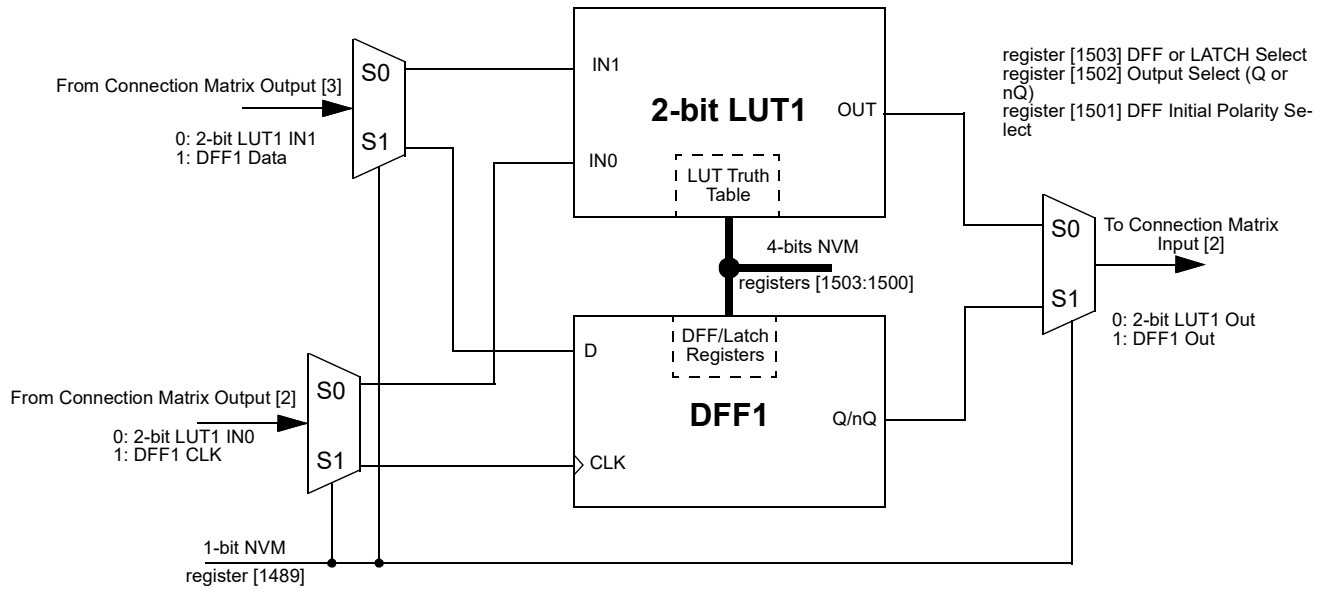 S0
IN1
register [1503] DFF or LATCH Select
register [1502] Output Select (Q or
nQ)
register [1501] DFF Initial Polarity Se-
lect
From Connection Matrix Output [3]
2-bit LUT1
OUT
0: 2-bit LUT1 IN1
1: DFF1 Data
S1
IN0
LUT Truth
Table
S0
To Connection Matrix
Input [2]
4-bits NVM
registers [1503:1500]
S1
0: 2-bit LUT1 Out
1: DFF1 Out
D
DFF/Latch
Registers
From Connection Matrix Output [2]
S0
DFF1
Q/nQ
0: 2-bit LUT1 IN0
1: DFF1 CLK
S1
CLK
1-bit NVM
register [1489]